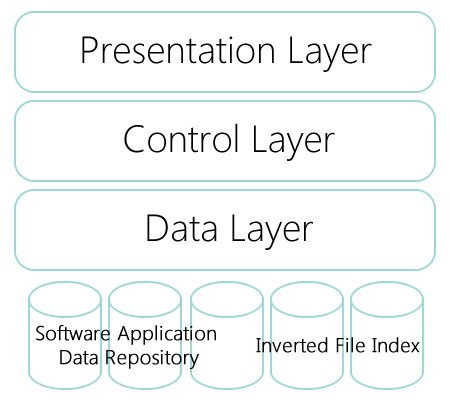 Presentation Layer
Control Layer
Data Layer
Software Application
Data Repository
Inverted File Index